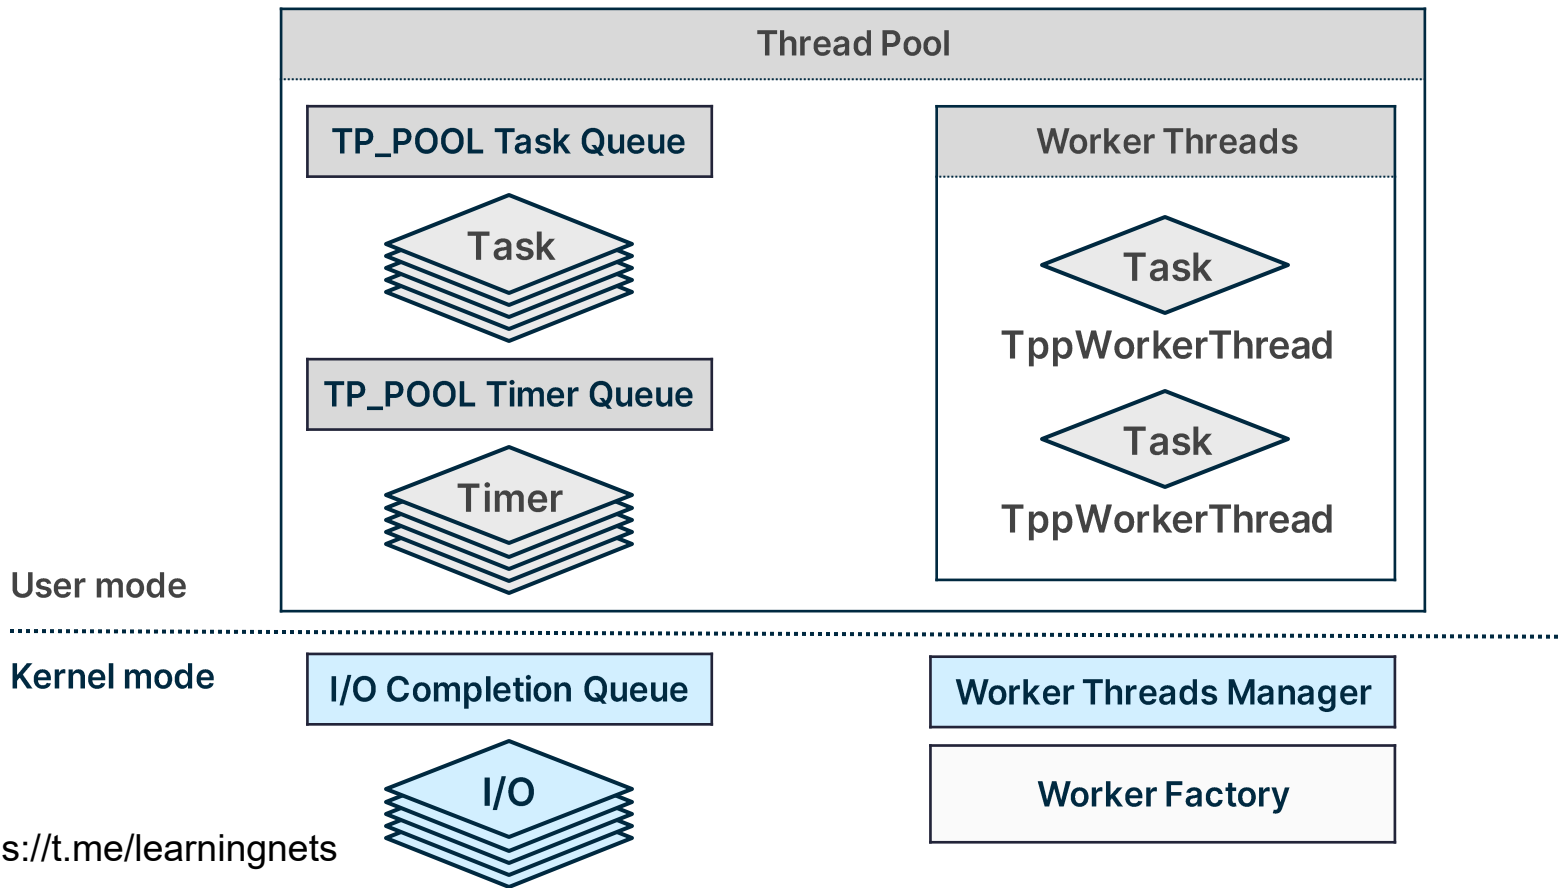 Thread Pool
TP_POOL Task Queue
Task
TP_POOL Timer Queue
Timer
Worker Threads
Task
TppWorkerThread
Task
TppWorkerThread
User mode
Kernel mode
I/O Completion Queue
I/O
Worker Threads Manager
Worker Factory
s://t.me/learningnets